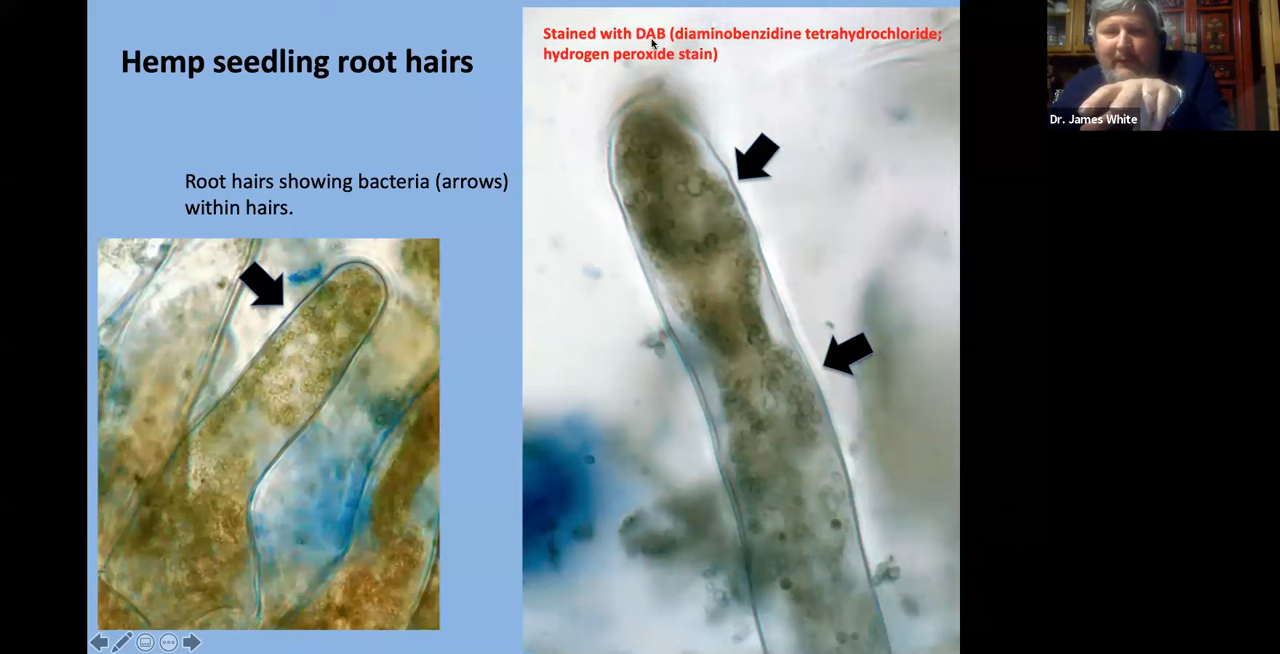 Hemp seedling root hairs
Root hairs showing bacteria (arrows)
within hairs.
Stained with DAB (diaminobenzidine tetrahydrochloride;
hydrogen peroxide stain)
Dr. James White